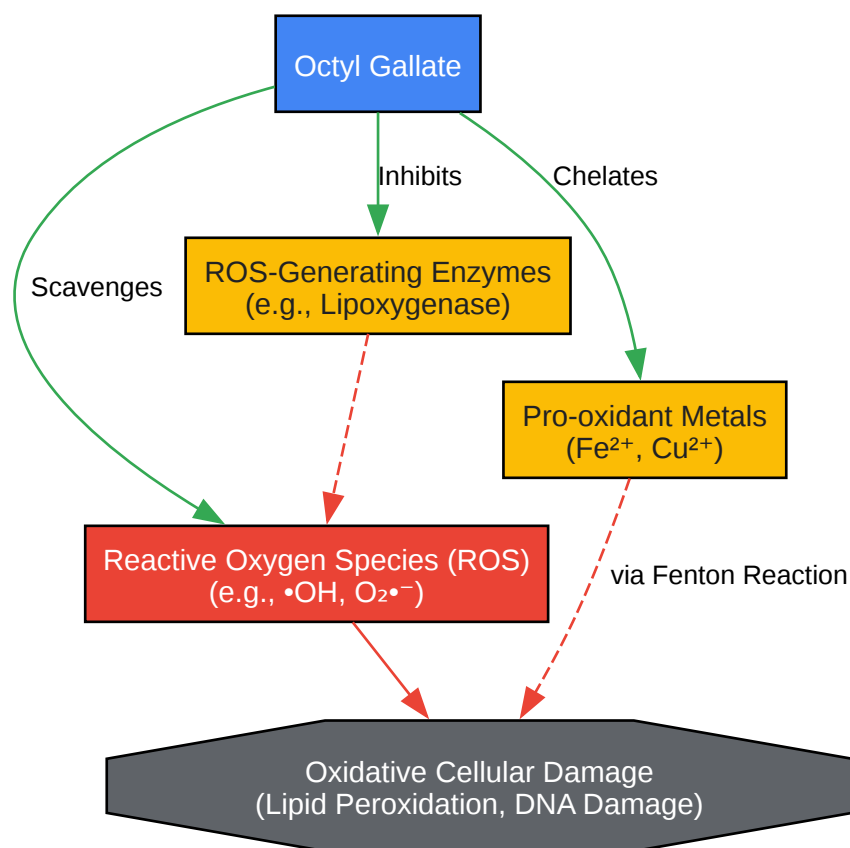 Octyl Gallate
Inhibits
Chelates
ROS-Generating Enzymes
(e.g., Lipoxygenase)
Scavenges
Pro-oxidant Metals
(Fe²⁺, Cu²⁺)
Reactive Oxygen Species (ROS)
(e.g., •OH, O₂•⁻)
via Fenton Reaction
Oxidative Cellular Damage
(Lipid Peroxidation, DNA Damage)